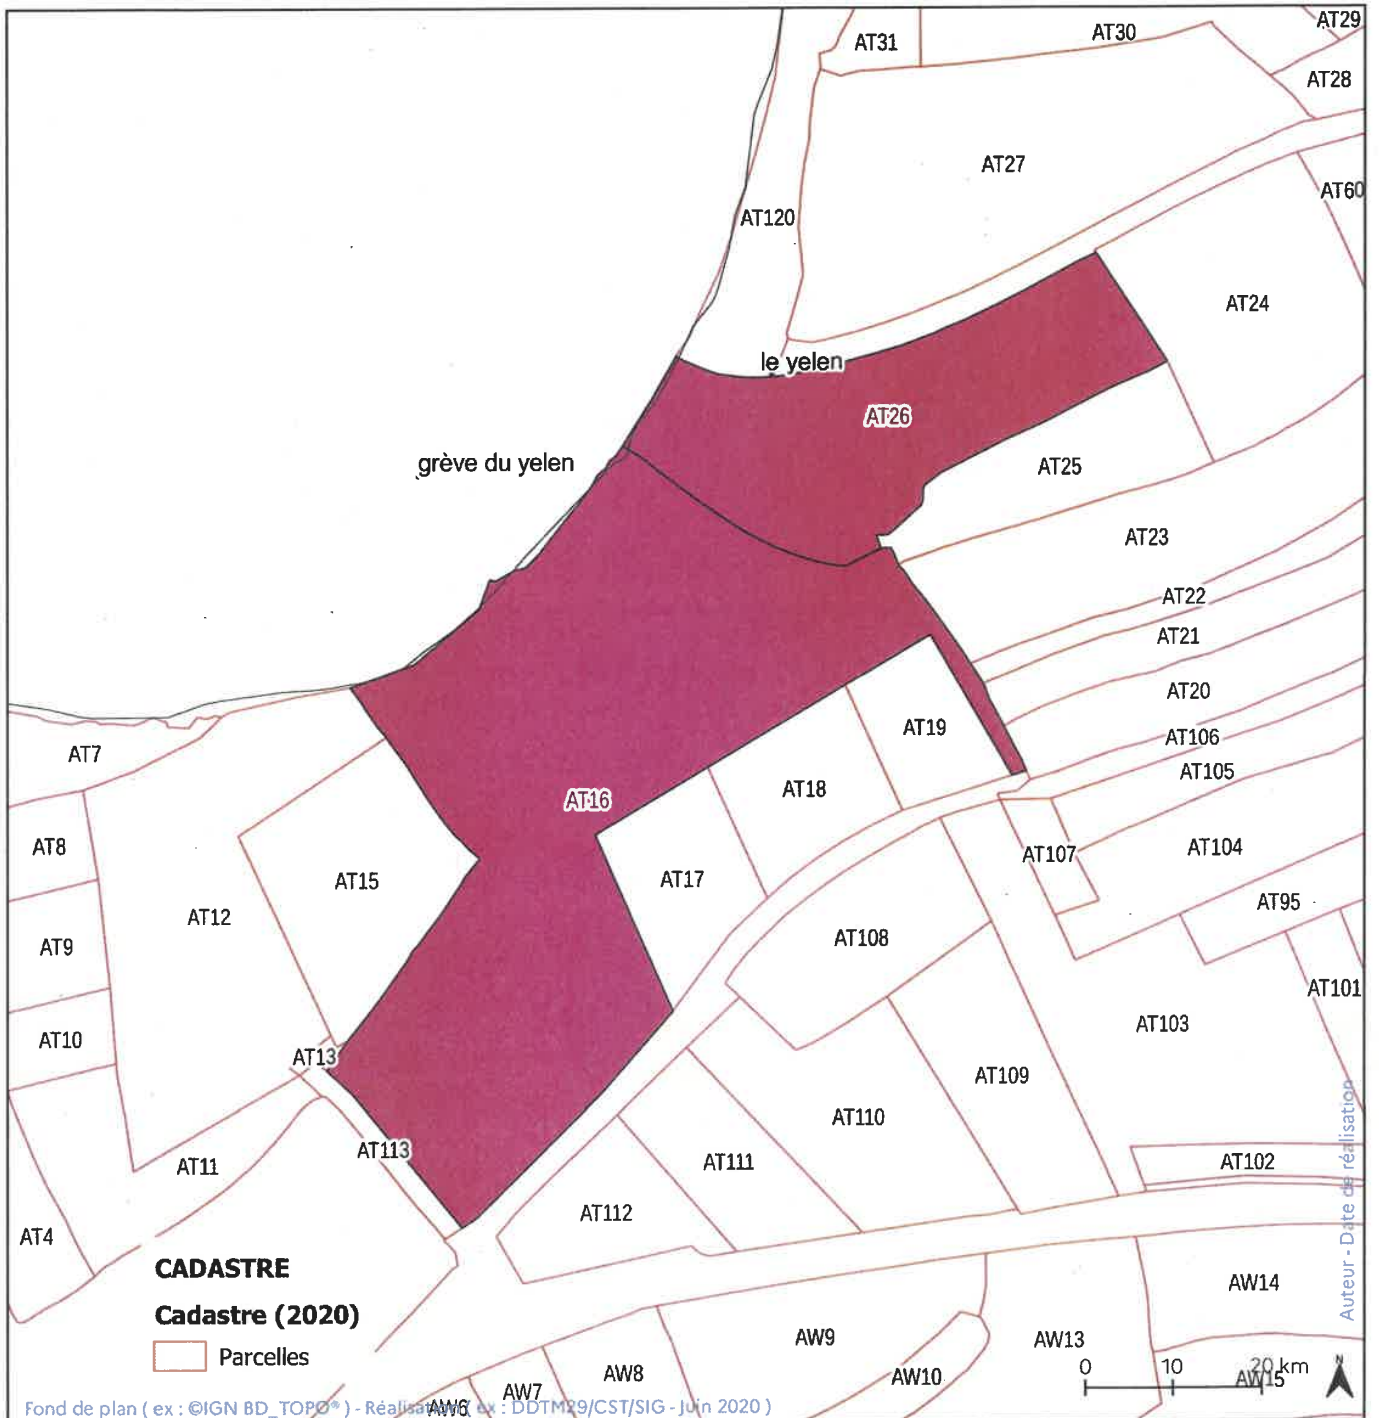 AT29
AT31
AT30
AT28
AT27
AT60
AT120
AT24
le yelen
AT26
grève du yelen
AT25
AT23
AT22
AT21
AT20
AT19
AT106
AT7
AT105
AT18
AT16
AT8
AT107
AT104
AT15
AT17
AT95
AT12
AT9
AT108
AT101
AT103
AT10
AT13
AT109
AT110
AT113
AT11
AT111
AT102
AT112
AT4
CADASTRE
Cadastre (2020)
Parcelles
AW14
AW9
AW13
AW8
AW10
AW7
AW15
AW6
0 10 20 km
N
Auteur - Date de réalisation
Fond de plan ( ex : ©IGN BD_TOPO® ) - Réalisation ( ex : DDTM29/CST/SIG - Juin 2020 )